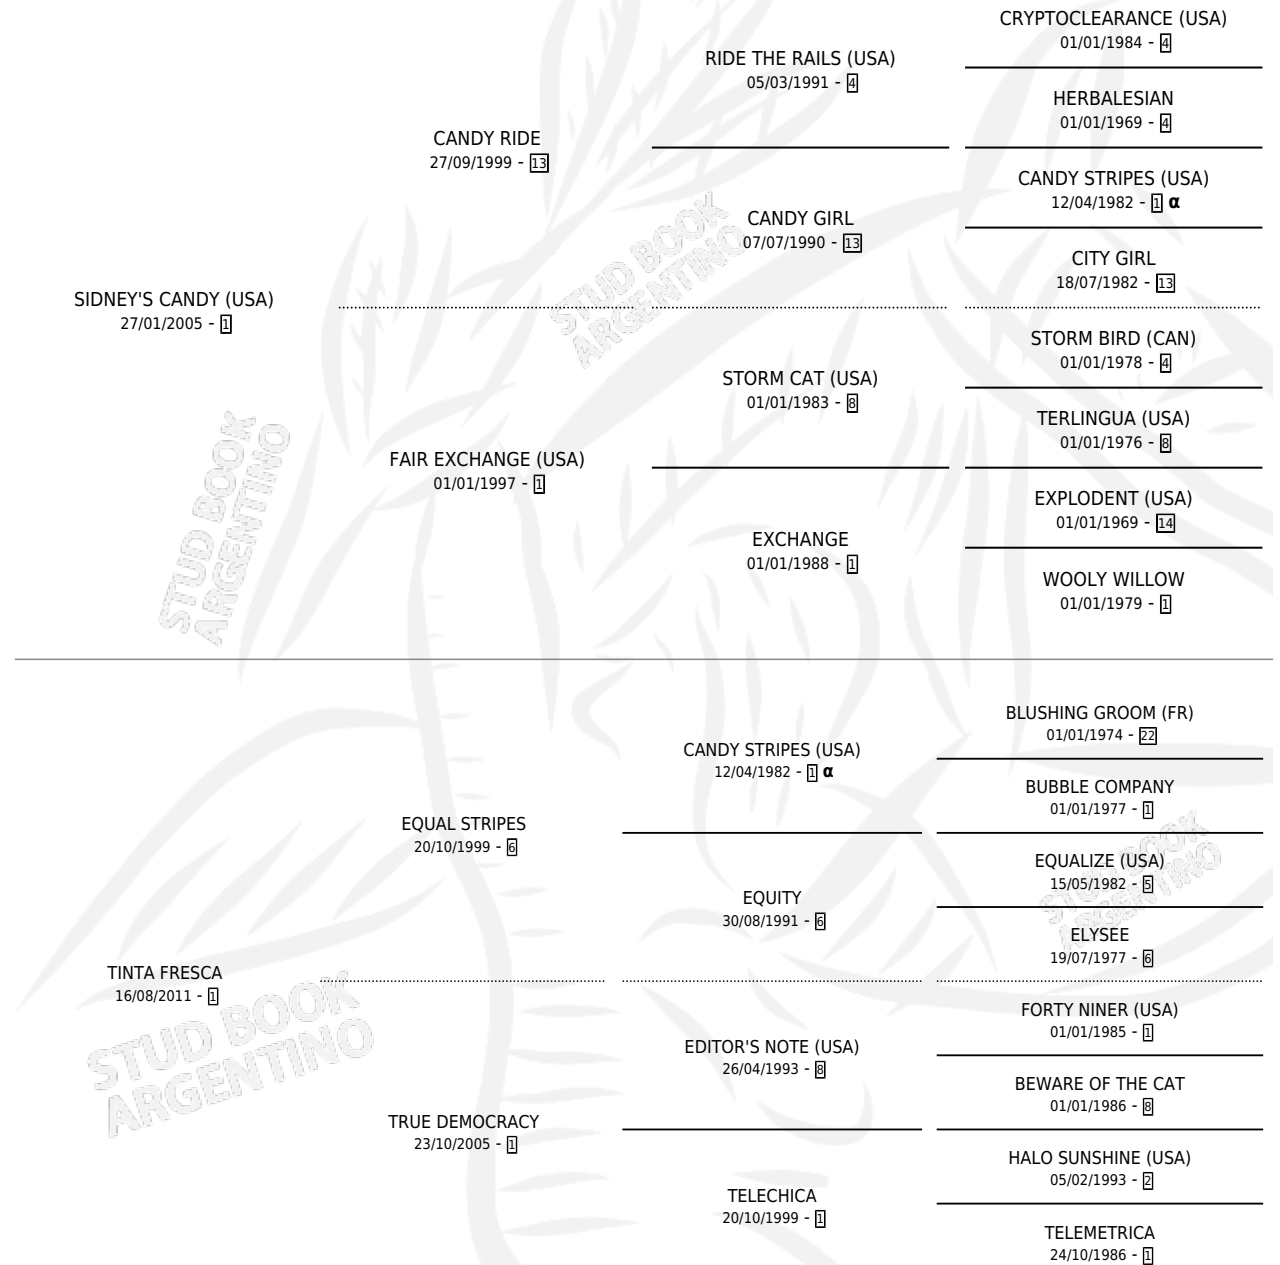 CRYPTOCLEARANCE (USA)
01/01/1984 - 4
RIDE THE RAILS (USA)
05/03/1991 - 4
HERBALESIAN
01/01/1969 - 4
CANDY RIDE
27/09/1999 - 13
CANDY STRIPES (USA)
12/04/1982 - 1 α
CANDY GIRL
07/07/1990 - 13
CITY GIRL
18/07/1982 - 13
SIDNEY'S CANDY (USA)
27/01/2005 - 1
STORM BIRD (CAN)
01/01/1978 - 4
STORM CAT (USA)
01/01/1983 - 8
TERLINGUA (USA)
01/01/1976 - 8
FAIR EXCHANGE (USA)
01/01/1997 - 1
EXPLODENT (USA)
01/01/1969 - 14
EXCHANGE
01/01/1988 - 1
WOOLY WILLOW
01/01/1979 - 1
BLUSHING GROOM (FR)
01/01/1974 - 22
CANDY STRIPES (USA)
12/04/1982 - 1 α
BUBBLE COMPANY
01/01/1977 - 1
EQUAL STRIPES
20/10/1999 - 6
EQUALIZE (USA)
15/05/1982 - 5
EQUITY
30/08/1991 - 6
ELYSEE
19/07/1977 - 6
TINTA FRESCA
16/08/2011 - 1
FORTY NINER (USA)
01/01/1985 - 1
EDITOR'S NOTE (USA)
26/04/1993 - 8
BEWARE OF THE CAT
01/01/1986 - 8
TRUE DEMOCRACY
23/10/2005 - 1
HALO SUNSHINE (USA)
05/02/1993 - 2
TELECHICA
20/10/1999 - 1
TELEMETRICA
24/10/1986 - 1
STUD BOOK
ARGENTINO
STUD BOOK
ARGENTINO
STUD BOOK
ARGENTINO
STUD BOOK
ARGENTINO